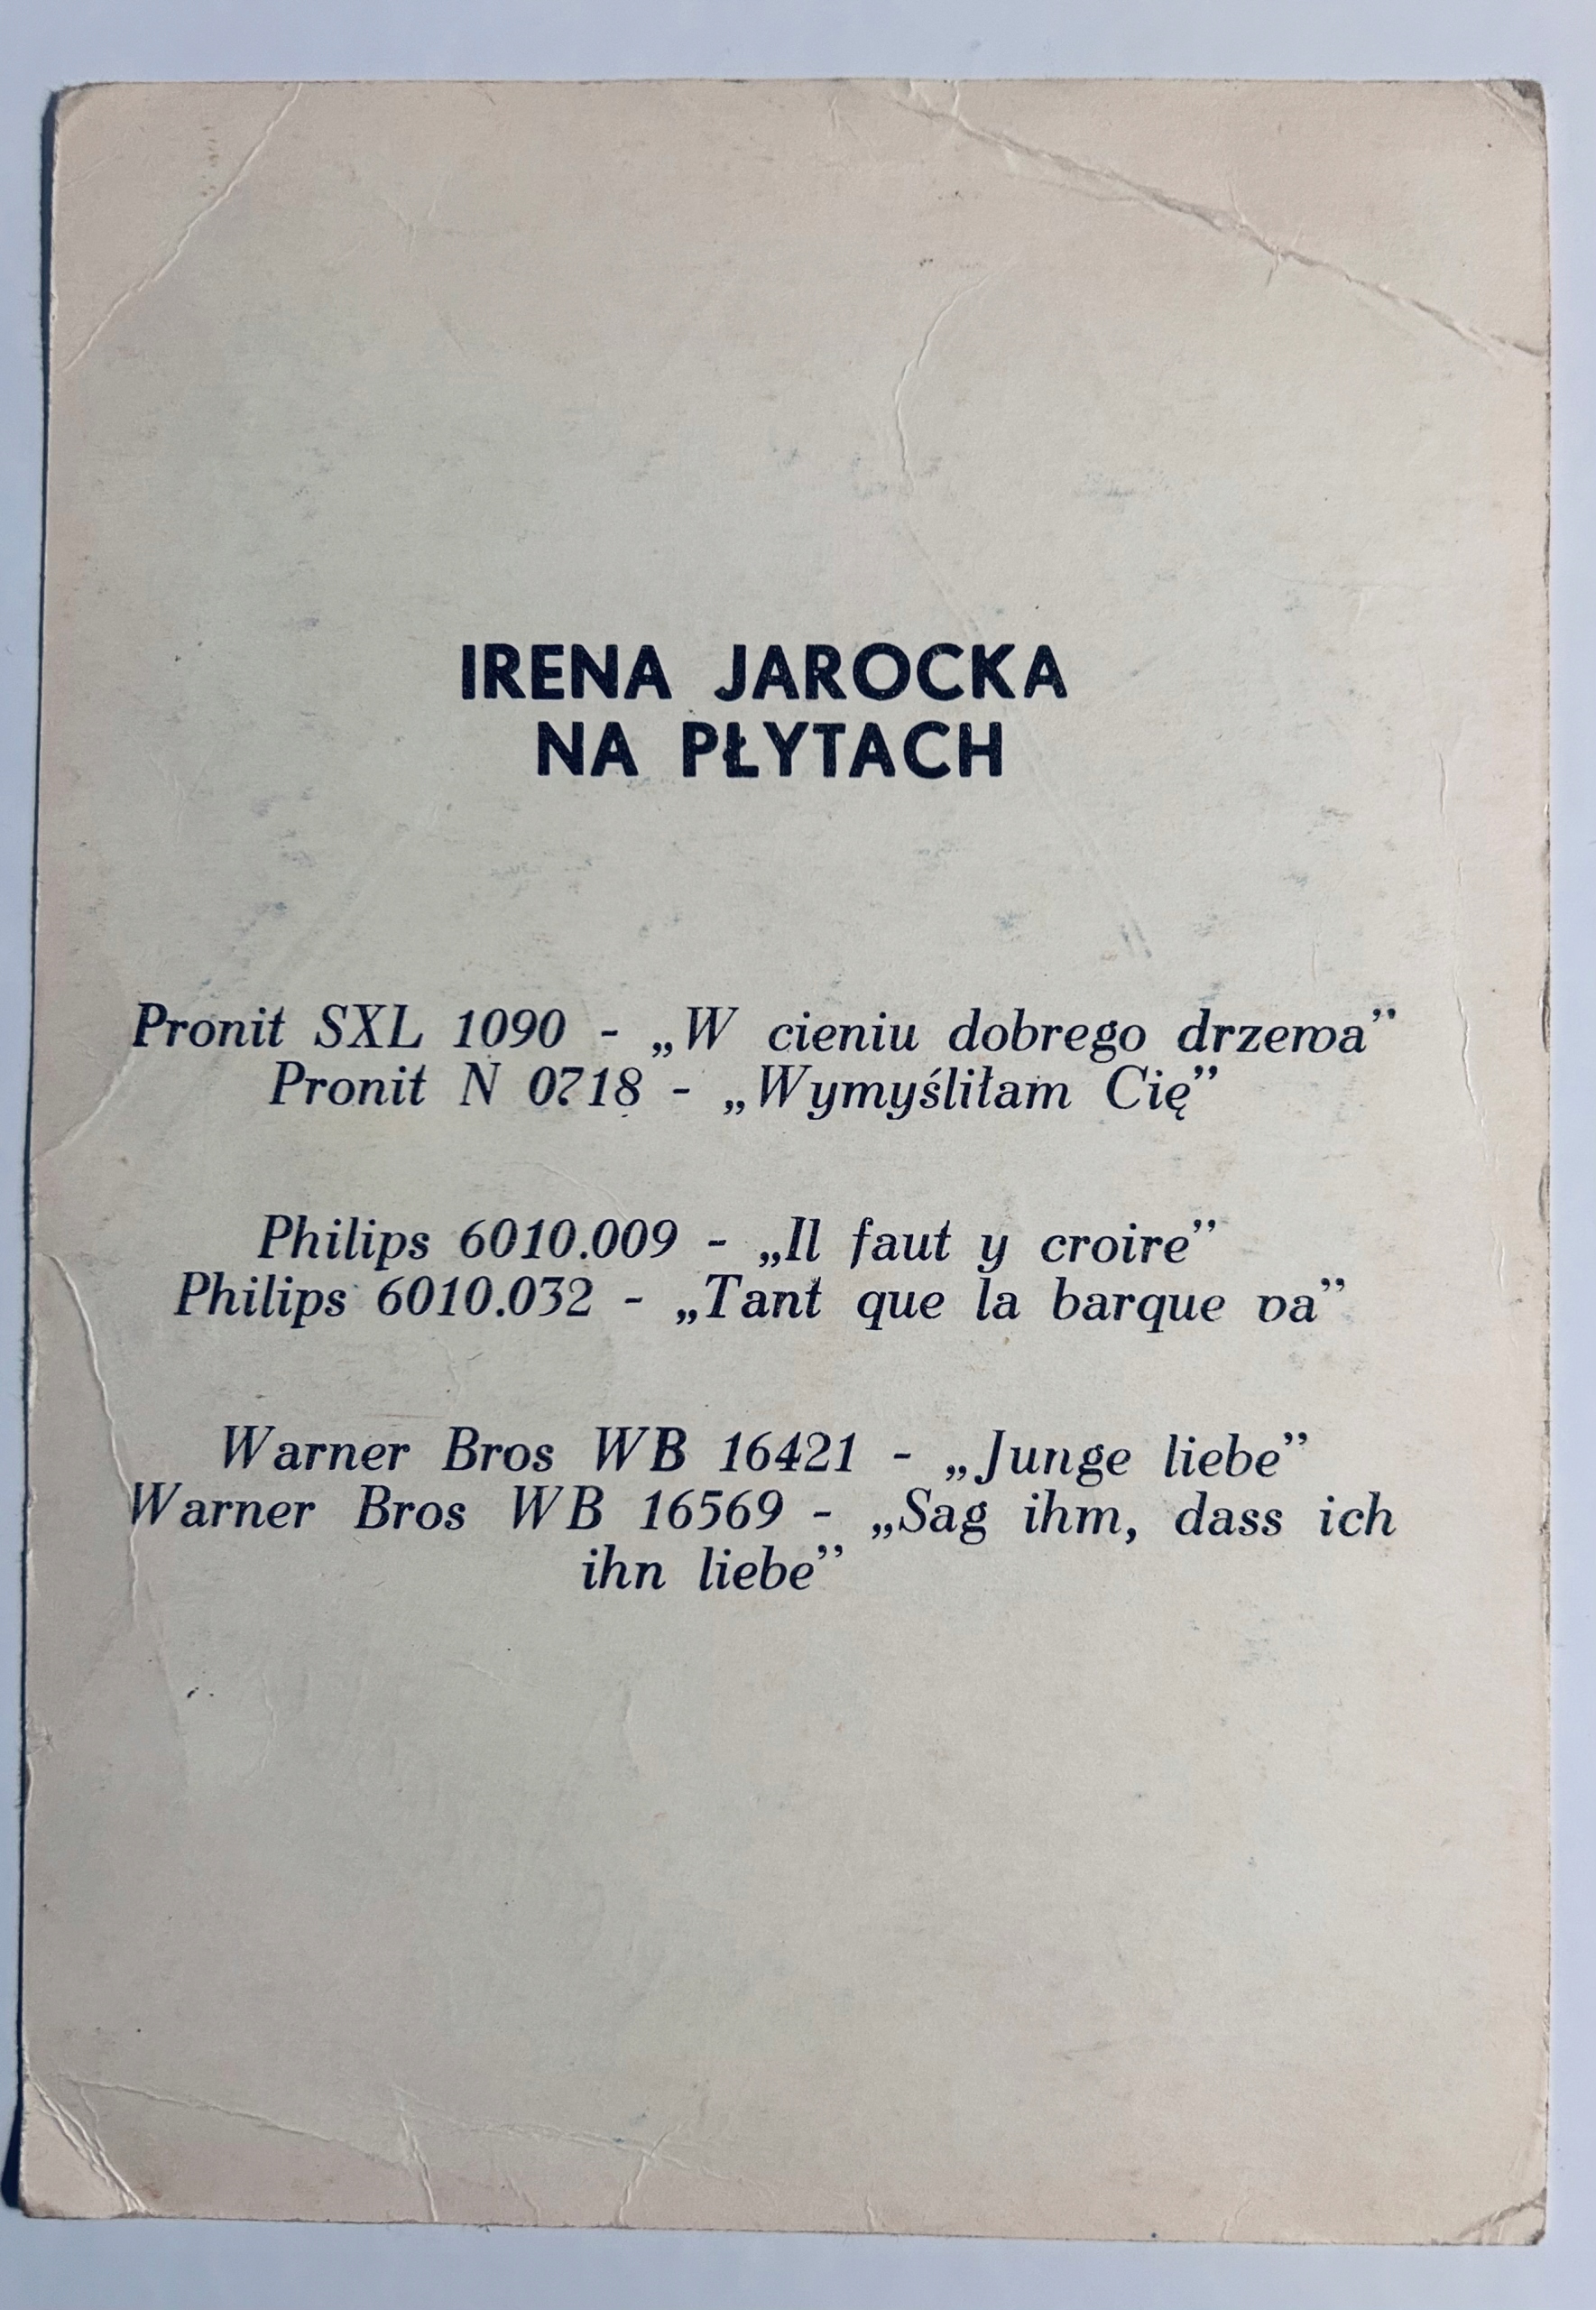 IRENA JAROCKA
NA PŁYTACH
Pronit SXL 1090 - „W cieniu dobrego drzewa”
Pronit N 0718 - „Wymyśliłam Cię”
Philips 6010.009 - „Il faut y croire”
Philips 6010.032 - „Tant que la barque va”
Warner Bros WB 16421 - „Junge liebe”
Warner Bros WB 16569 - „Sag ihm, dass ich
ihn liebe”